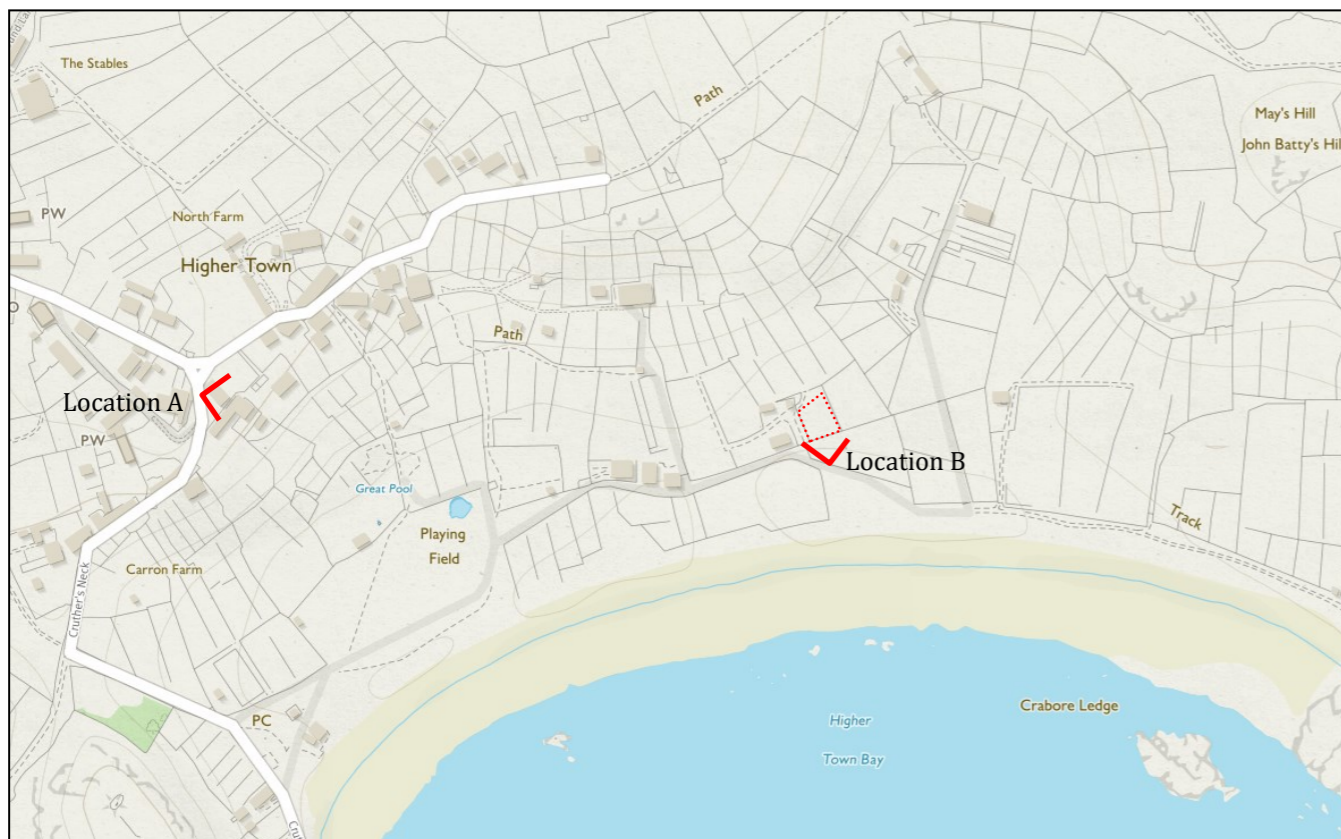 The Stables
Path
May's Hill
John Batty's Hil
PW
North Farm
Higher Town
O
Path
Location A
PW
Location B
Great Pool
Playing
Field
Track
Carron Farm
Cruther's Neck
PC
Crabore Ledge
Higher
Town Bay